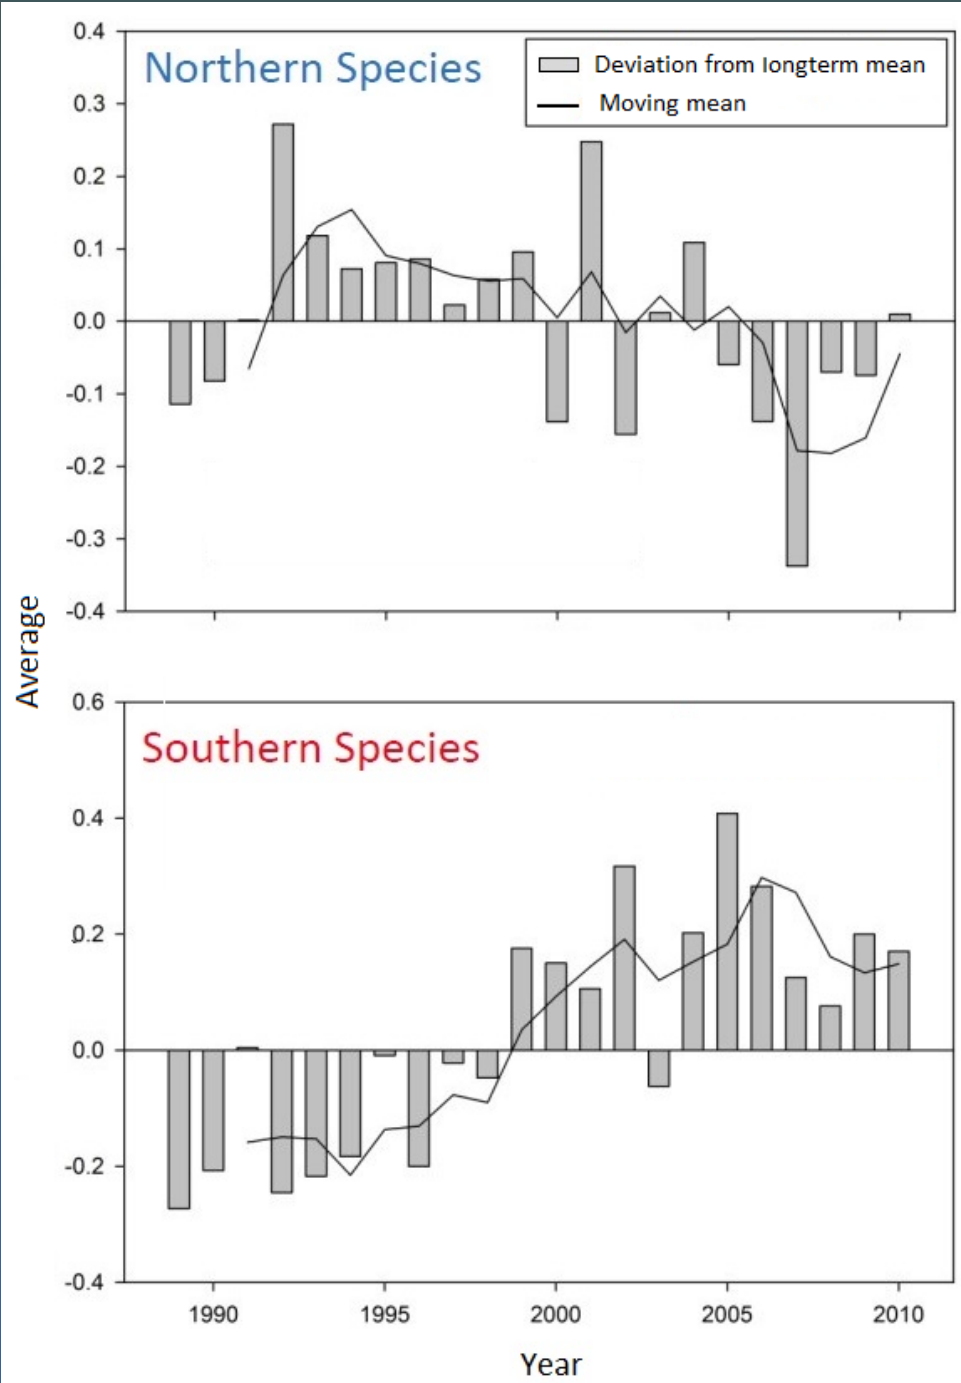 Northern Species
Deviation from longterm mean
Moving mean
0.4
0.3
0.2
0.1
0.0
-0.1
-0.2
-0.3
-0.4
Average
Southern Species
0.6
0.4
0.2
0.0
-0.2
-0.4
1990 1995 2000 2005 2010
Year